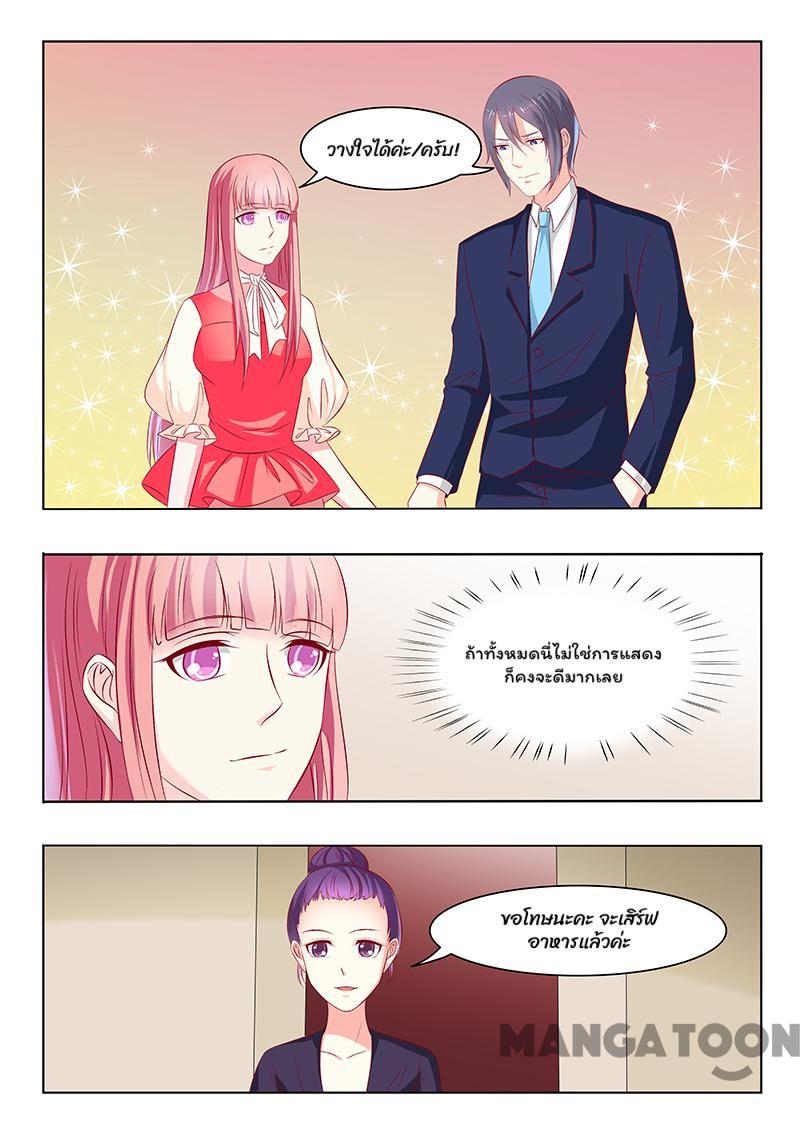 วางใจได้ค่ะ/ครับ!
ถ้าทั้งหมดนี่ไม่ใช่การแสดง
ก็คงจะดีมากเลย
ขอโทษนะคะ จะเสิร์ฟ
อาหารแล้วค่ะ
MANGATOON